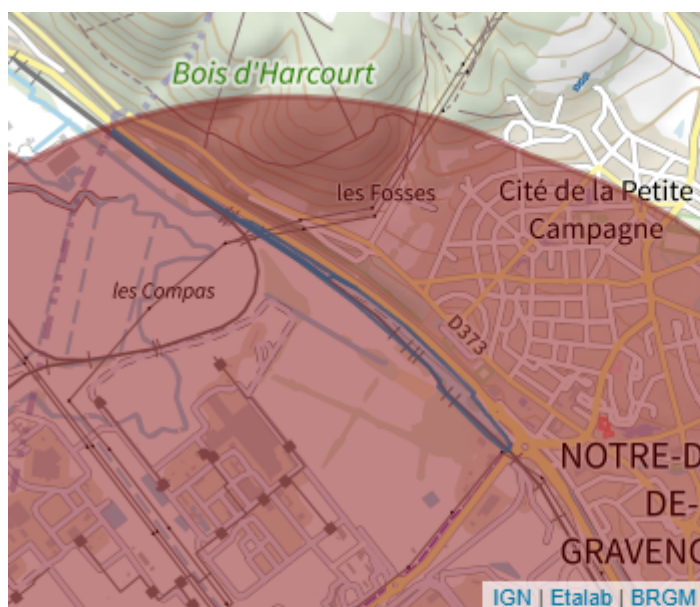 Bois d'Harcourt
les Fosses
Cité de la Petite
Campagne
les Compas
D373
NOTRE-D
DE-
GRAVENC
IGN | Etalab | BRGM